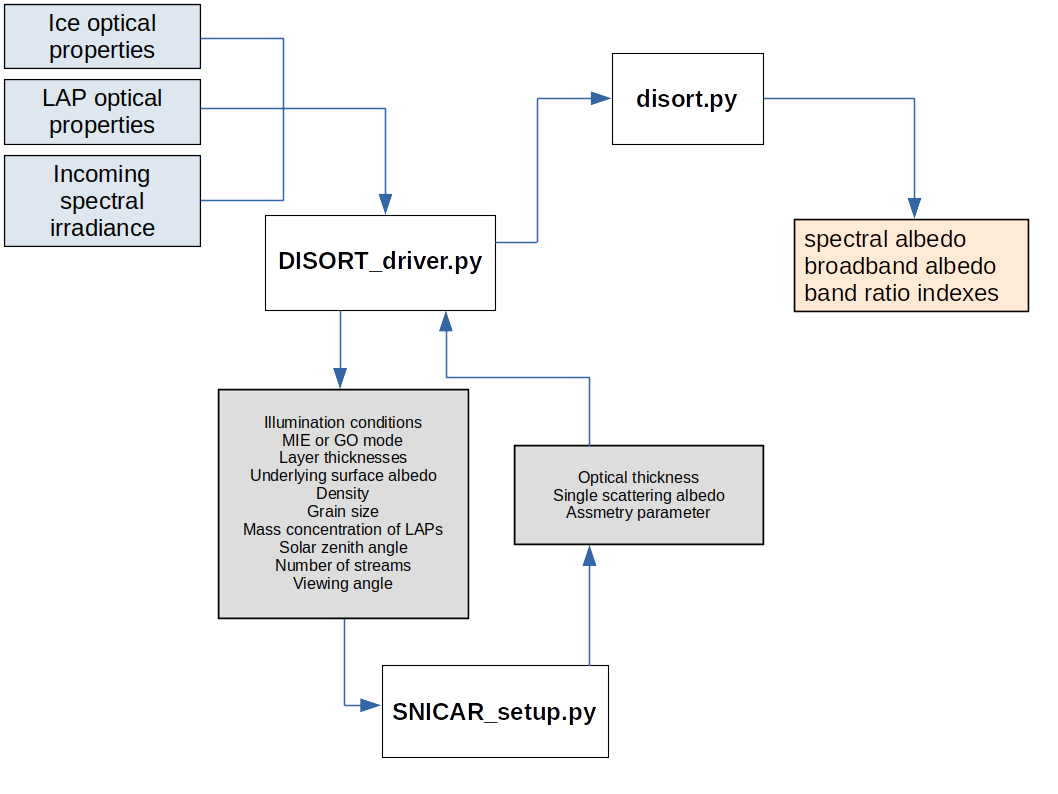 Ice optical
properties
LAP optical
properties
Incoming
spectral
irradiance
disort.py
DISORT_driver.py
spectral albedo
broadband albedo
band ratio indexes
Illumination conditions
MIE or GO mode
Layer thicknesses
Underlying surface albedo
Density
Grain size
Mass concentration of LAPs
Solar zenith angle
Number of streams
Viewing angle
Optical thickness
Single scattering albedo
Assmetry parameter
SNICAR_setup.py